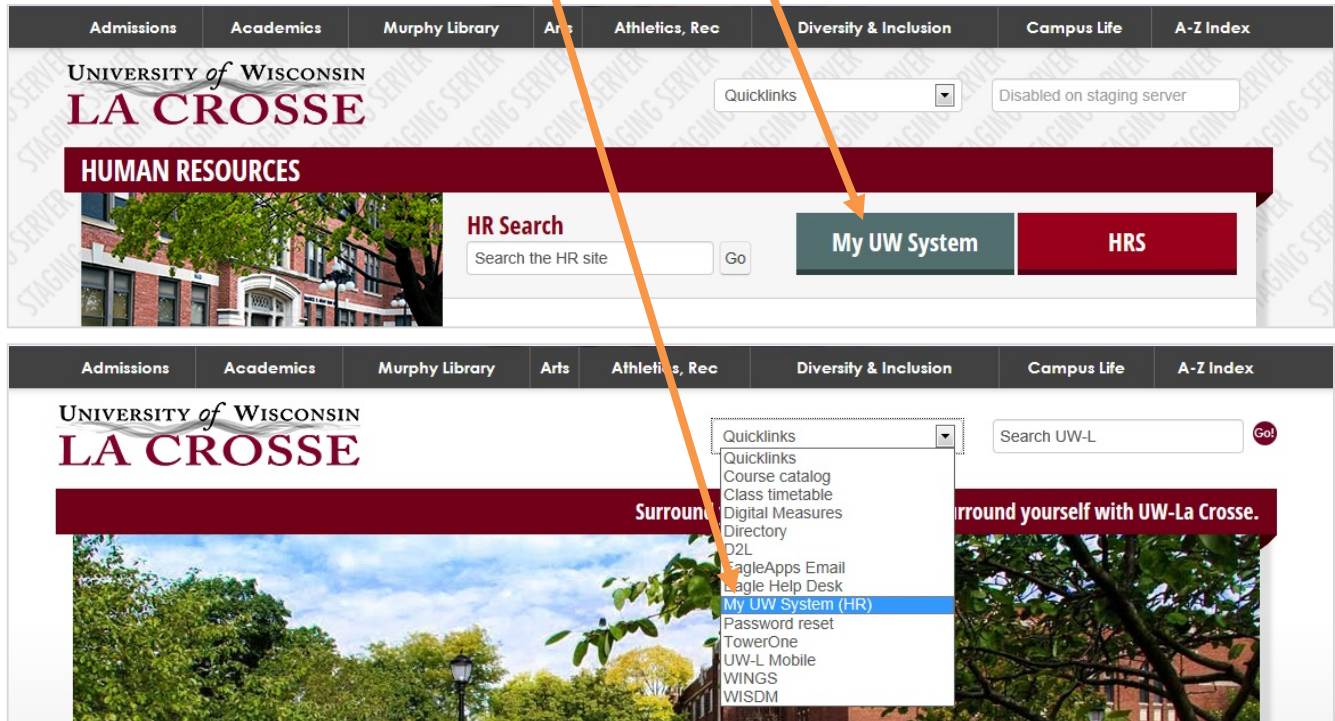 Admissions Academics Murphy Library Arts Athletics, Rec Diversity & Inclusion Campus Life A-Z Index
UNIVERSITY of WISCONSIN
LA CROSSE
Quicklinks Disabled on staging server
HUMAN RESOURCES
HR Search
Search the HR site Go
My UW System HRS
STAGING SERVER
Admissions Academics Murphy Library Arts Athletics, Rec Diversity & Inclusion Campus Life A-Z Index
UNIVERSITY of WISCONSIN
LA CROSSE
Quicklinks Search UW-L Go!
Quicklinks
Course catalog
Class timetable
Surround Digital Measures rround yourself with UW-La Crosse.
Directory
D2L
EagleApps Email
Eagle Help Desk
My UW System (HR)
Password reset
TowerOne
UW-L Mobile
WINGS
WISDM